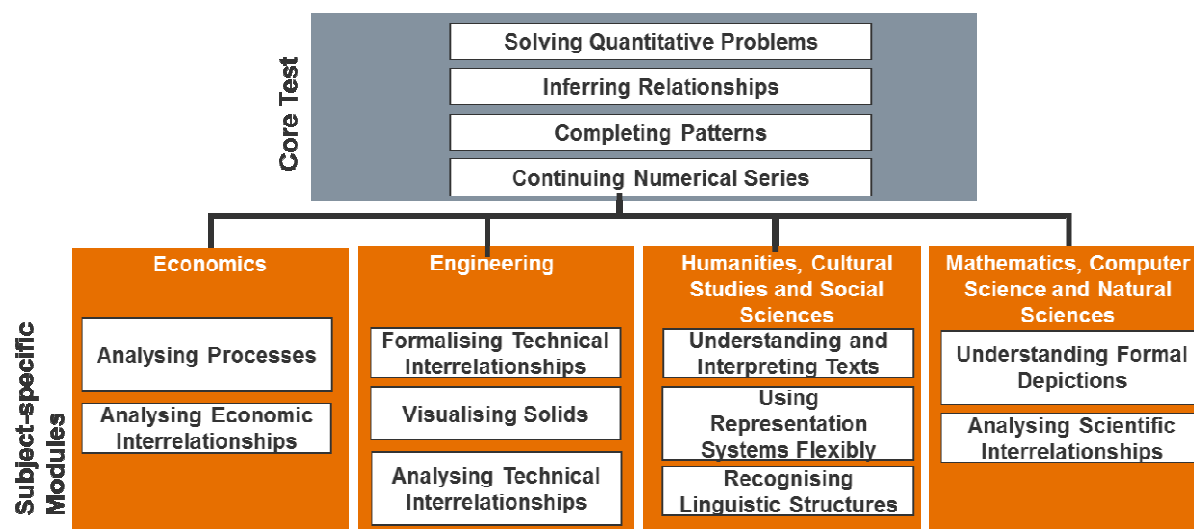 Core Test
Solving Quantitative Problems
Inferring Relationships
Completing Patterns
Continuing Numerical Series
Subject-specific
Modules
Economics
Analysing Processes
Analysing Economic
Interrelationships
Engineering
Formalising Technical
Interrelationships
Visualising Solids
Analysing Technical
Interrelationships
Humanities, Cultural
Studies and Social
Sciences
Understanding and
Interpreting Texts
Using
Representation
Systems Flexibly
Recognising
Linguistic Structures
Mathematics, Computer
Science and Natural
Sciences
Understanding Formal
Depictions
Analysing Scientific
Interrelationships